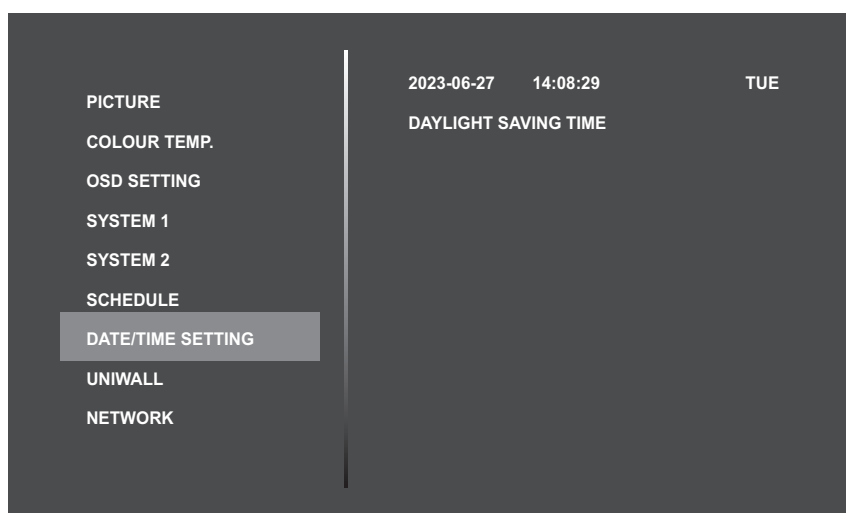 PICTURE
COLOUR TEMP.
OSD SETTING
SYSTEM 1
SYSTEM 2
SCHEDULE
DATE/TIME SETTING
UNIWALL
NETWORK
2023-06-27 14:08:29 TUE
DAYLIGHT SAVING TIME